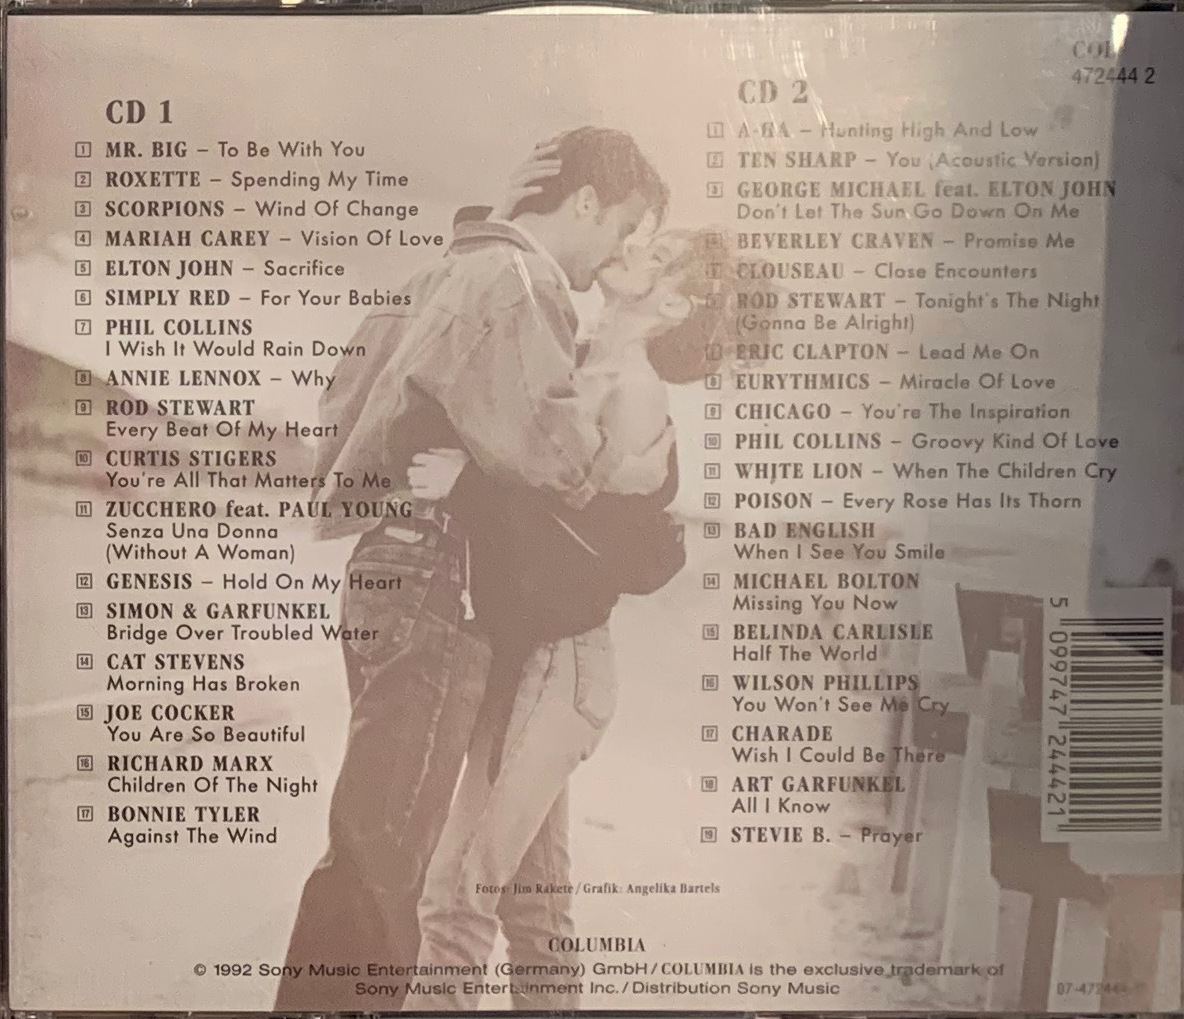 CD 1
1 MR. BIG – To Be With You
2 ROXETTE – Spending My Time
3 SCORPIONS – Wind Of Change
4 MARIAH CAREY – Vision Of Love
5 ELTON JOHN – Sacrifice
6 SIMPLY RED – For Your Babies
7 PHIL COLLINS
I Wish It Would Rain Down
8 ANNIE LENNOX – Why
9 ROD STEWART
Every Beat Of My Heart
10 CURTIS STIGERS
You're All That Matters To Me
11 ZUCCHERO feat. PAUL YOUNG
Senza Una Donna
(Without A Woman)
12 GENESIS – Hold On My Heart
13 SIMON & GARFUNKEL
Bridge Over Troubled Water
14 CAT STEVENS
Morning Has Broken
15 JOE COCKER
You Are So Beautiful
16 RICHARD MARX
Children Of The Night
17 BONNIE TYLER
Against The Wind
COL
472444 2
CD 2
1 A-HA – Hunting High And Low
2 TEN SHARP – You (Acoustic Version)
3 GEORGE MICHAEL feat. ELTON JOHN
Don't Let The Sun Go Down On Me
4 BEVERLEY CRAVEN – Promise Me
5 CLOUSEAU – Close Encounters
6 ROD STEWART – Tonight's The Night
(Gonna Be Alright)
7 ERIC CLAPTON – Lead Me On
8 EURYTHMICS – Miracle Of Love
9 CHICAGO – You're The Inspiration
10 PHIL COLLINS – Groovy Kind Of Love
11 WHITE LION – When The Children Cry
12 POISON – Every Rose Has Its Thorn
13 BAD ENGLISH
When I See You Smile
14 MICHAEL BOLTON
Missing You Now
15 BELINDA CARLISLE
Half The World
16 WILSON PHILLIPS
You Won't See Me Cry
17 CHARADE
Wish I Could Be There
18 ART GARFUNKEL
All I Know
19 STEVIE B. – Prayer
5 099747 244421
Fotos: Jim Rakete / Grafik: Angelika Bartels
COLUMBIA
© 1992 Sony Music Entertainment (Germany) GmbH / COLUMBIA is the exclusive trademark of
Sony Music Entertainment Inc. / Distribution Sony Music